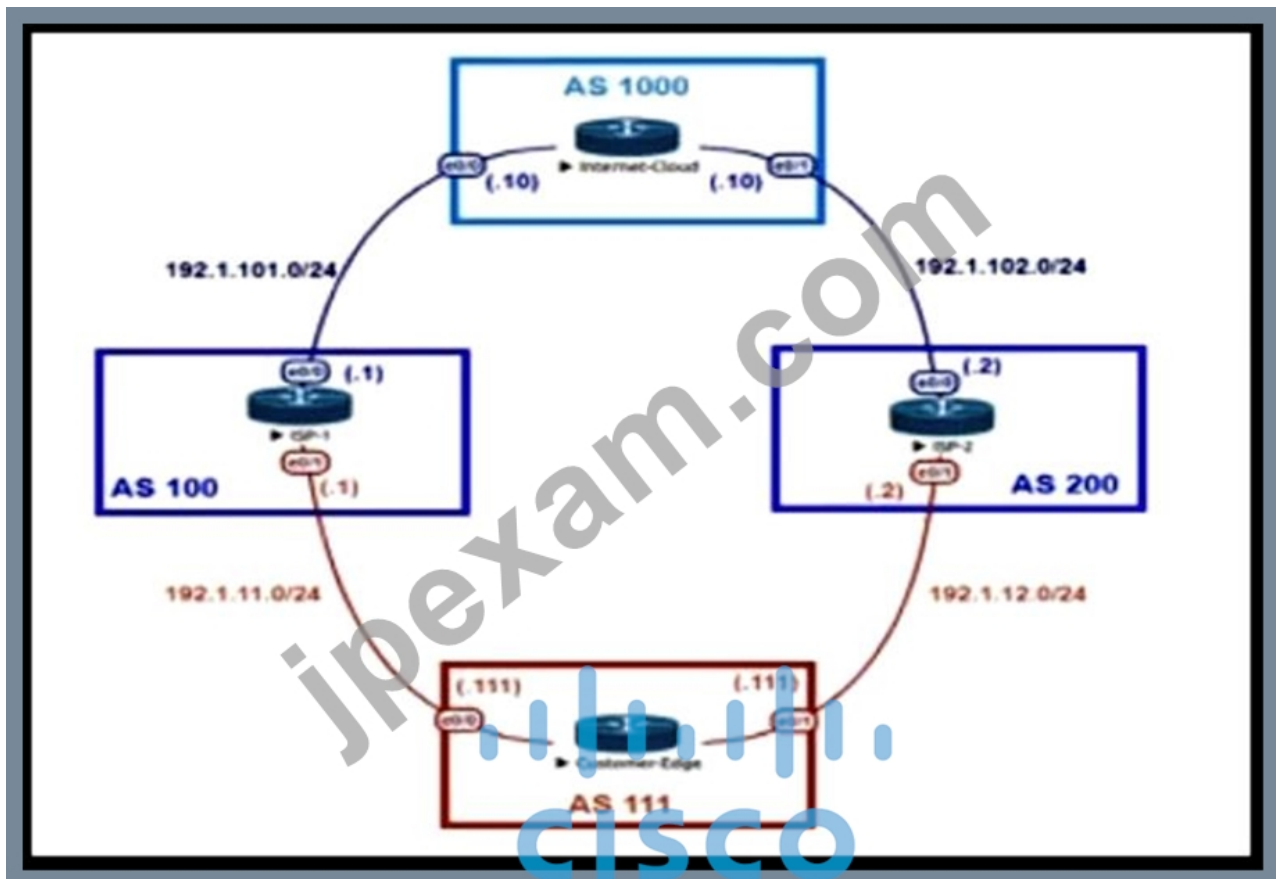 AS 1000
e0/0
e0/1
Internet-Cloud
(.10)
(.10)
192.1.101.0/24
192.1.102.0/24
e0/0
(.1)
e0/0
(.2)
ISP-1
ISP-2
e0/1
e0/1
AS 100
(.1)
(.2)
AS 200
192.1.11.0/24
192.1.12.0/24
(.111)
(.111)
e0/0
e0/1
Customer-Edge
AS 111
jpexam.com
CISCO